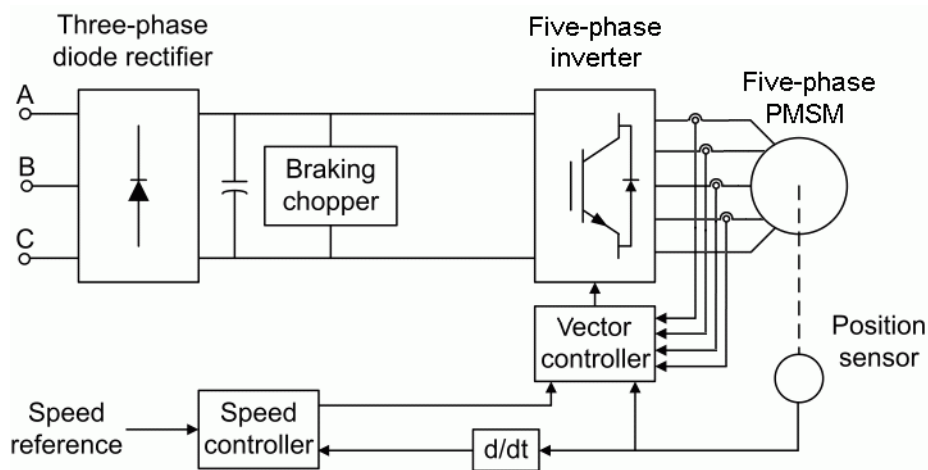 Three-phase
diode rectifier
Five-phase
inverter
Five-phase
PMSM
A
B
C
Braking
chopper
Vector
controller
Position
sensor
Speed
reference
Speed
controller
d/dt